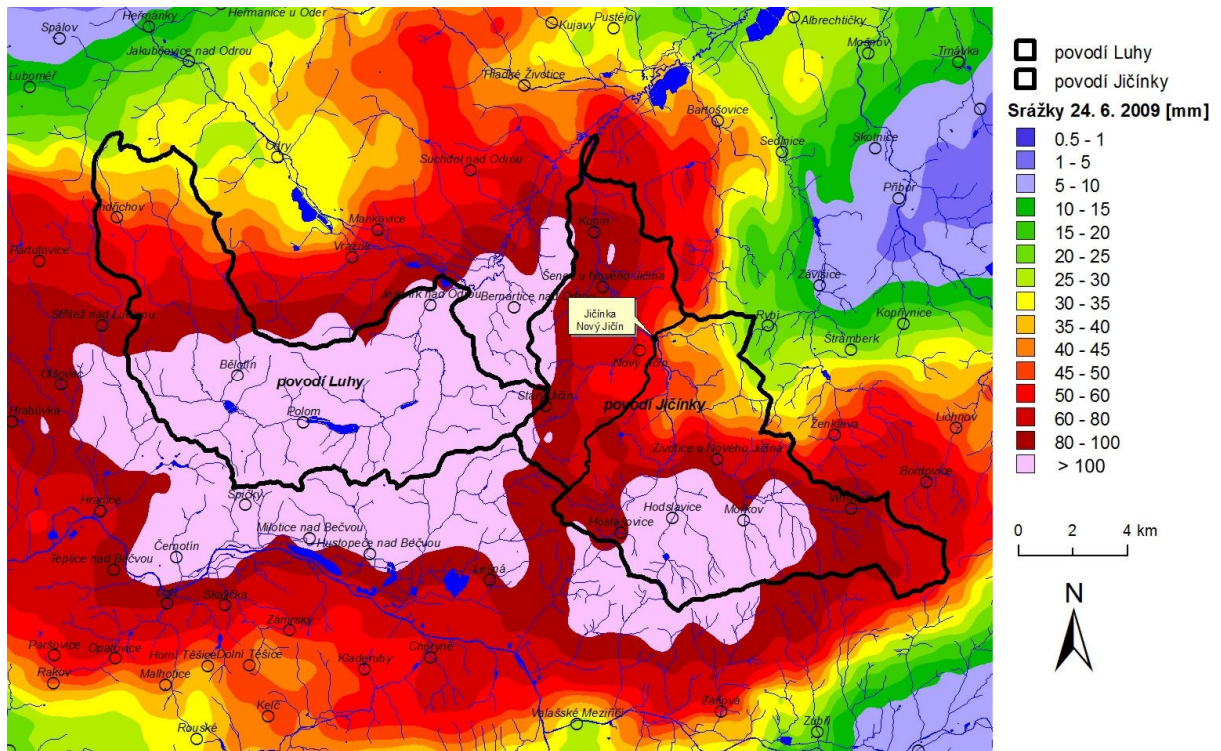 Heřmánky
Heřmanice u Oder
Spálov
Kujavy
Pustějov
Albrechtičky
Jakubčovice nad Odrou
Mošnov
Trnávka
Luboměř
Hladké Životice
Bartošovice
Sedlnice
Skotnice
Odry
Suchdol nad Odrou
Příbor
Jindřichov
Mankovice
Kunín
Partutovice
Vražné
Šenov u Nového Jičína
Závišice
Jeseník nad Odrou
Bernartice nad Odrou
Střítež nad Ludinou
Jičínka
Nový Jičín
Rybí
Kopřivnice
Štramberk
Nový Jičín
Olšovec
Bělotín
povodí Luhy
Starý Jičín
povodí Jičínky
Hrabůvka
Polom
Ženklava
Lichnov
Životice u Nového Jičína
Bordovice
Hranice
Špičky
Veřovice
Hodslavice
Mořkov
Milotice nad Bečvou
Hostašovice
Černotín
Hustopeče nad Bečvou
Teplice nad Bečvou
Lešná
Ústí
Skalička
Zámrsky
Paršovice
Opatovice
Horní Těšice
Dolní Těšice
Kladeruby
Choryně
Rakov
Malhotice
Kelč
Zašová
Valašské Meziříčí
Zubří
Rouské
povodí Luhy
povodí Jičínky
Srážky 24. 6. 2009 [mm]
0.5 - 1
1 - 5
5 - 10
10 - 15
15 - 20
20 - 25
25 - 30
30 - 35
35 - 40
40 - 45
45 - 50
50 - 60
60 - 80
80 - 100
> 100
0 2 4 km
N